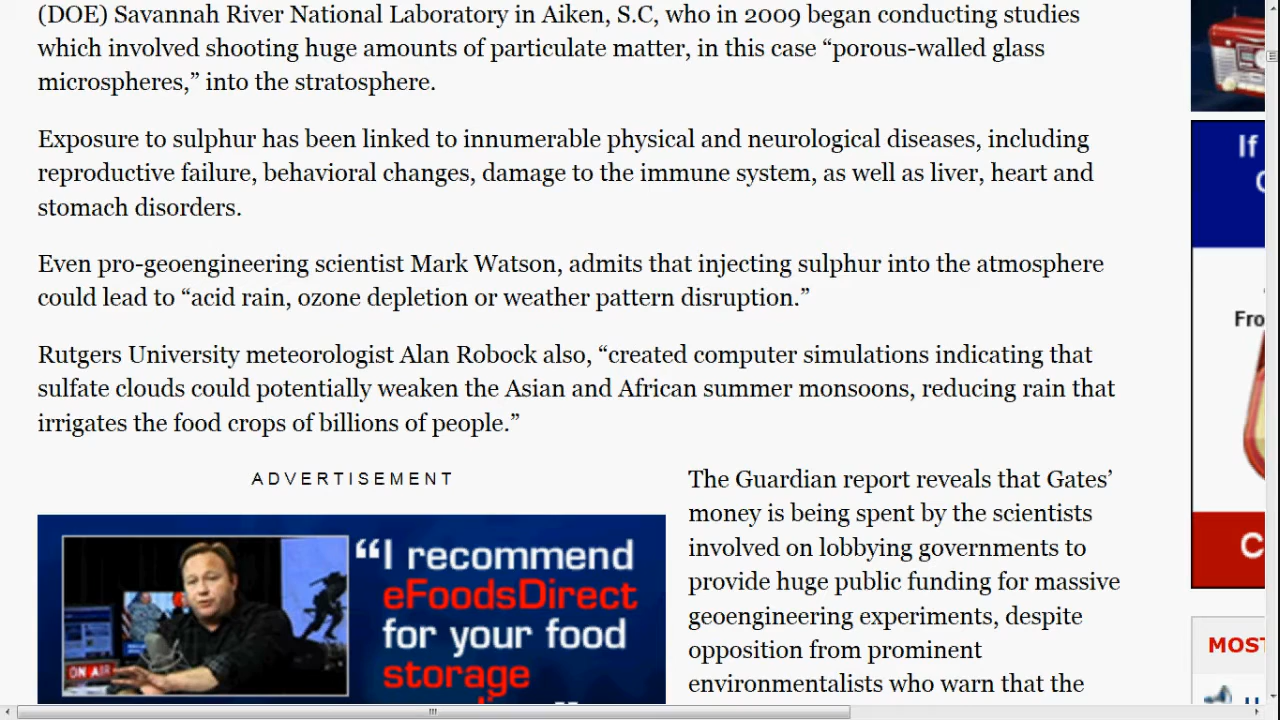 (DOE) Savannah River National Laboratory in Aiken, S.C, who in 2009 began conducting studies
which involved shooting huge amounts of particulate matter, in this case “porous-walled glass
microspheres,” into the stratosphere.
Exposure to sulphur has been linked to innumerable physical and neurological diseases, including
reproductive failure, behavioral changes, damage to the immune system, as well as liver, heart and
stomach disorders.
Even pro-geoengineering scientist Mark Watson, admits that injecting sulphur into the atmosphere
could lead to “acid rain, ozone depletion or weather pattern disruption.”
Rutgers University meteorologist Alan Robock also, “created computer simulations indicating that
sulfate clouds could potentially weaken the Asian and African summer monsoons, reducing rain that
irrigates the food crops of billions of people.”
ADVERTISEMENT
“I recommend
eFoodsDirect
for your food
storage
ON AIR
The Guardian report reveals that Gates’
money is being spent by the scientists
involved on lobbying governments to
provide huge public funding for massive
geoengineering experiments, despite
opposition from prominent
environmentalists who warn that the
If
Fro
C
MOST